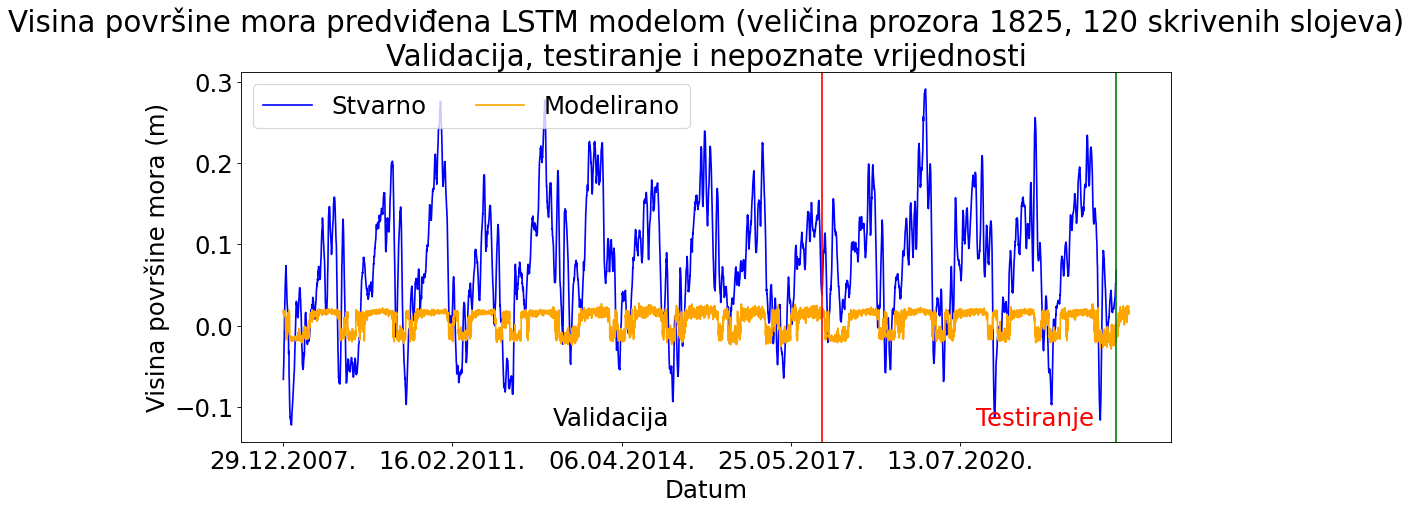 Visina površine mora predviđena LSTM modelom (veličina prozora 1825, 120 skrivenih slojeva)
Validacija, testiranje i nepoznate vrijednosti
Stvarno
Modelirano
Visina površine mora (m)
0.3
0.2
0.1
0.0
−0.1
Validacija
Testiranje
29.12.2007.
16.02.2011.
06.04.2014.
25.05.2017.
13.07.2020.
Datum